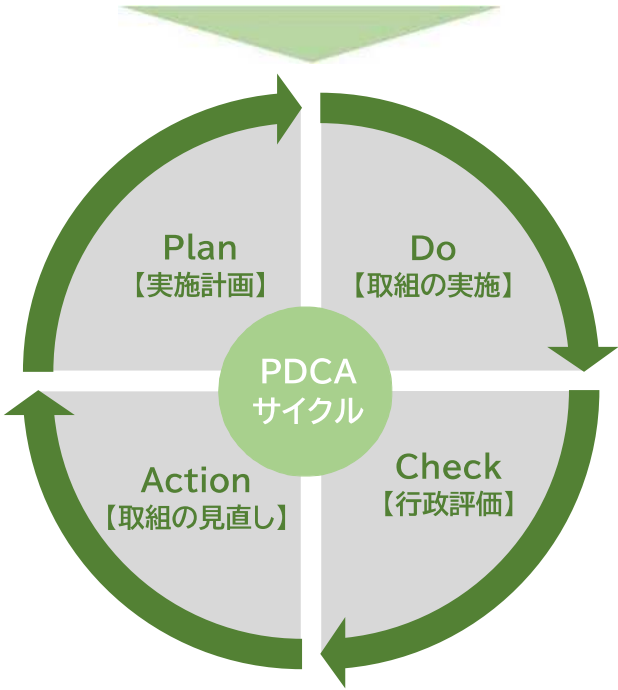 Plan
【実施計画】
Do
【取組の実施】
PDCA
サイクル
Action
【取組の見直し】
Check
【行政評価】